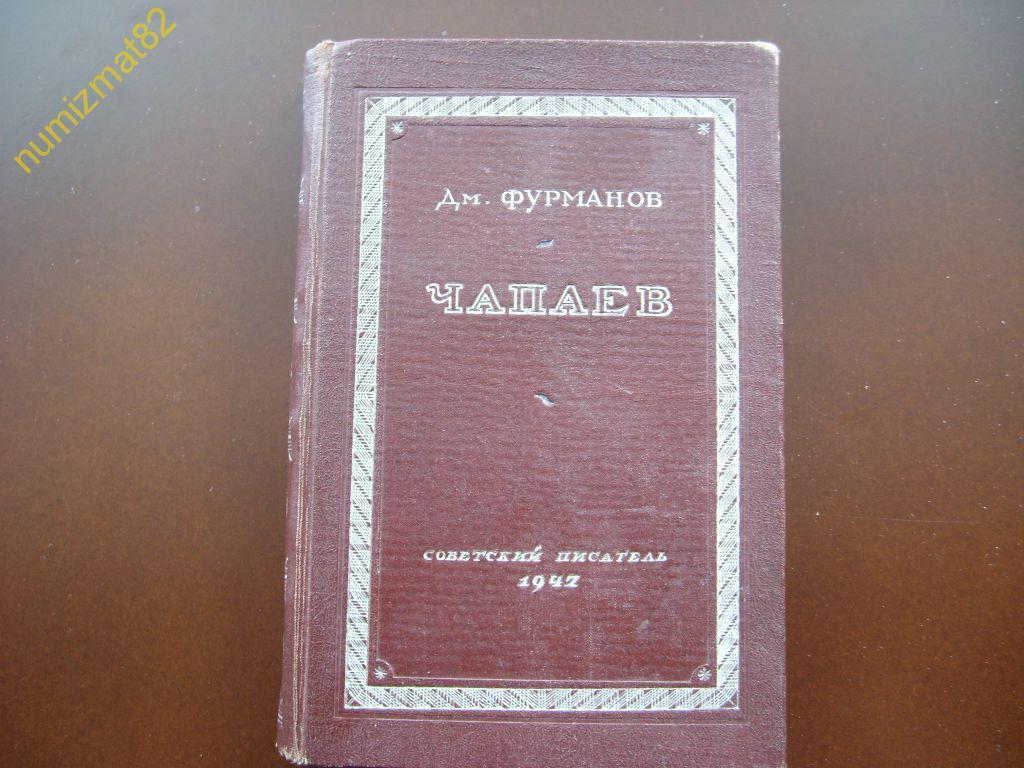 numizmat82
Дм. ФУРМАНОВ
ЧАПАЕВ
СОВЕТСКИЙ ПИСАТЕЛЬ
1947